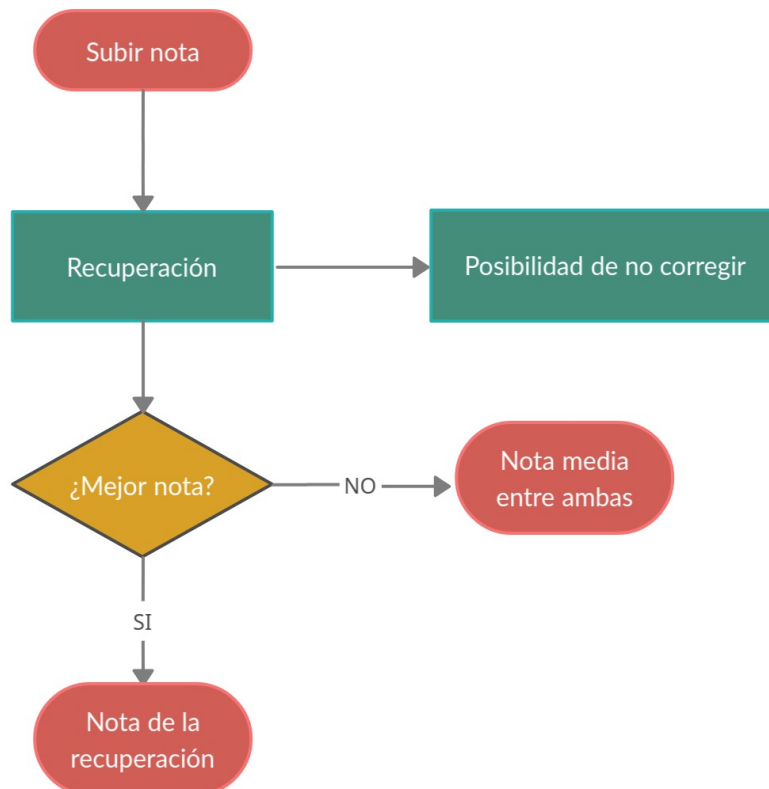 Subir nota
Recuperación
Posibilidad de no corregir
¿Mejor nota?
NO
Nota media
entre ambas
SI
Nota de la
recuperación